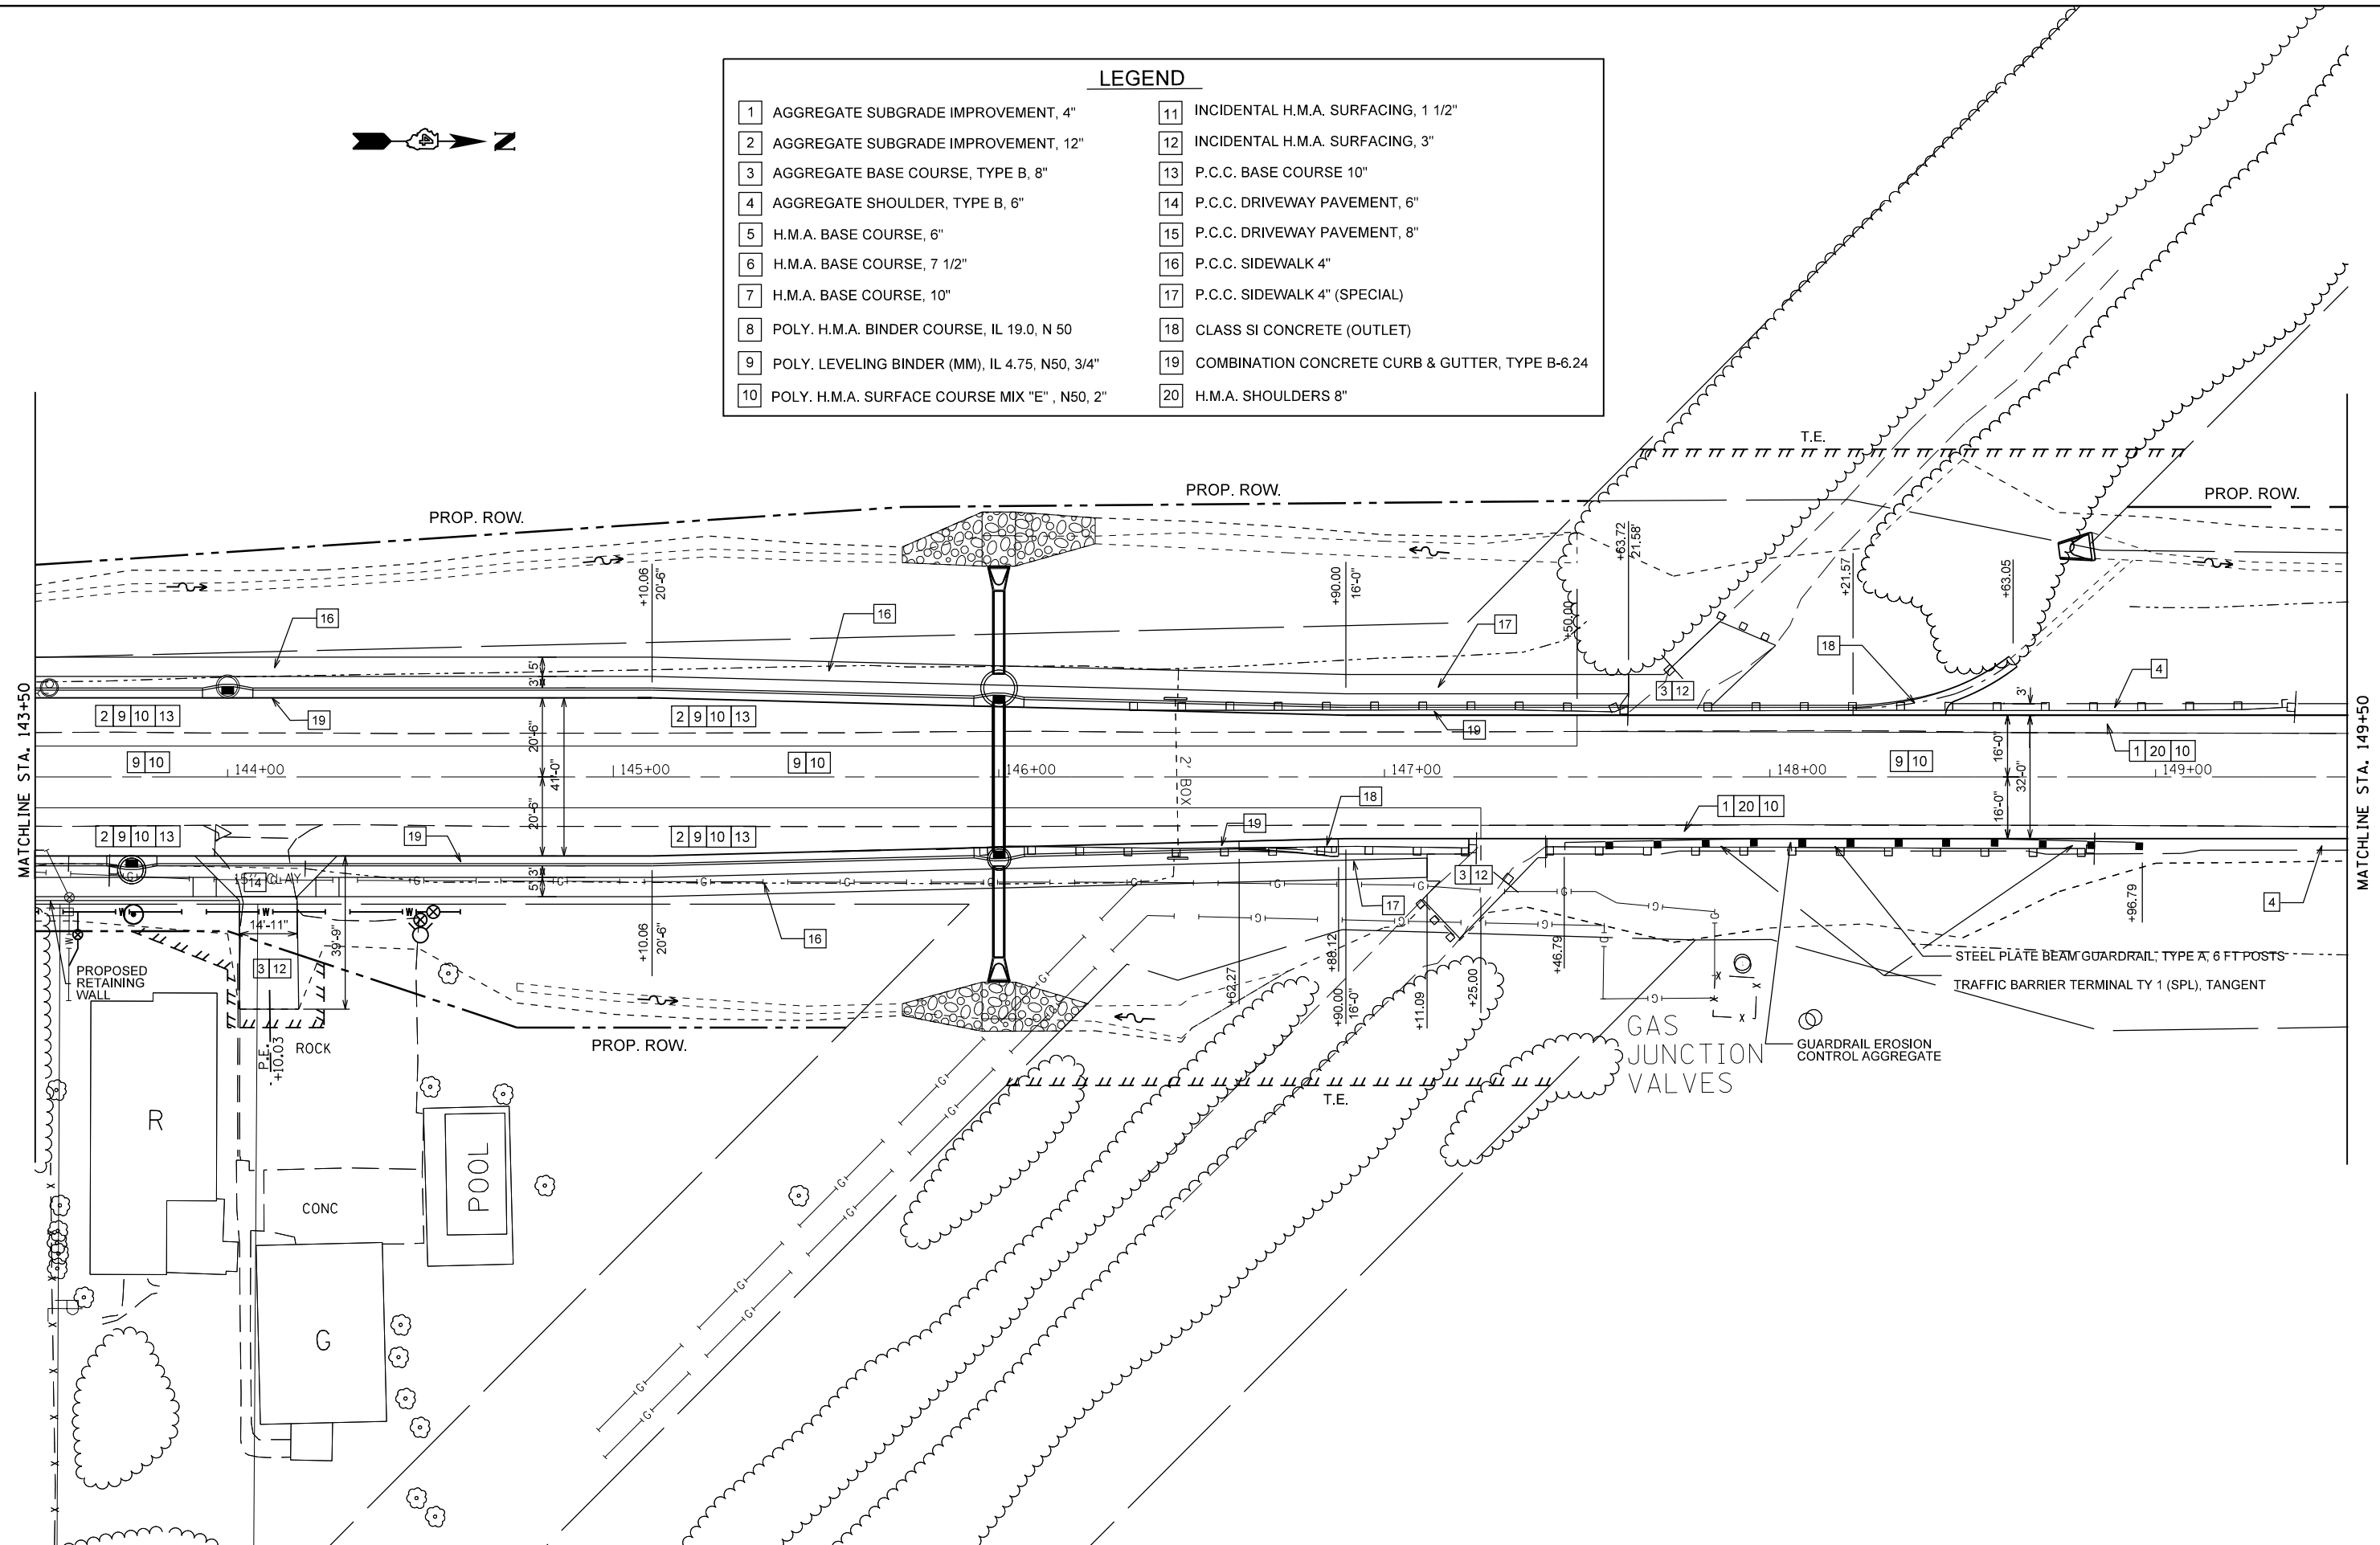 LEGEND
1 AGGREGATE SUBGRADE IMPROVEMENT, 4"
2 AGGREGATE SUBGRADE IMPROVEMENT, 12"
3 AGGREGATE BASE COURSE, TYPE B, 8"
4 AGGREGATE SHOULDER, TYPE B, 6"
5 H.M.A. BASE COURSE, 6"
6 H.M.A. BASE COURSE, 7 1/2"
7 H.M.A. BASE COURSE, 10"
8 POLY. H.M.A. BINDER COURSE, IL 19.0, N 50
9 POLY. LEVELING BINDER (MM), IL 4.75, N50, 3/4"
10 POLY. H.M.A. SURFACE COURSE MIX "E" , N50, 2"
11 INCIDENTAL H.M.A. SURFACING, 1 1/2"
12 INCIDENTAL H.M.A. SURFACING, 3"
13 P.C.C. BASE COURSE 10"
14 P.C.C. DRIVEWAY PAVEMENT, 6"
15 P.C.C. DRIVEWAY PAVEMENT, 8"
16 P.C.C. SIDEWALK 4"
17 P.C.C. SIDEWALK 4" (SPECIAL)
18 CLASS SI CONCRETE (OUTLET)
19 COMBINATION CONCRETE CURB & GUTTER, TYPE B-6.24
20 H.M.A. SHOULDERS 8"
N
T.E.
PROP. ROW.
PROP. ROW.
PROP. ROW.
+10.06
20'-6"
+90.00
16'-0"
+50.00
+63.72
21.58'
+21.57
+63.05
16
16
17
18
4
3 12
5'
3'
3'
MATCHLINE STA. 143+50
MATCHLINE STA. 149+50
2 9 10 13
19
2 9 10 13
19
1 20 10
20'-6"
41'-0"
20'-6"
16'-0"
32'-0"
16'-0"
9 10
144+00
145+00
9 10
146+00
2' BOX
147+00
148+00
9 10
149+00
2 9 10 13
19
2 9 10 13
19
18
1 20 10
14
3'
5'
3 12
17
16
4
W
W
W
14'-11"
39'-9"
3 12
PROPOSED
RETAINING
WALL
P.E.
+10.03
ROCK
+10.06
20'-6"
+62.27
+88.12
+90.00
16'-0"
+11.09
+25.00
+46.79
+96.79
STEEL PLATE BEAM GUARDRAIL, TYPE A, 6 FT POSTS
TRAFFIC BARRIER TERMINAL TY 1 (SPL), TANGENT
GUARDRAIL EROSION
CONTROL AGGREGATE
GAS
JUNCTION
VALVES
PROP. ROW.
T.E.
R
CONC
POOL
G